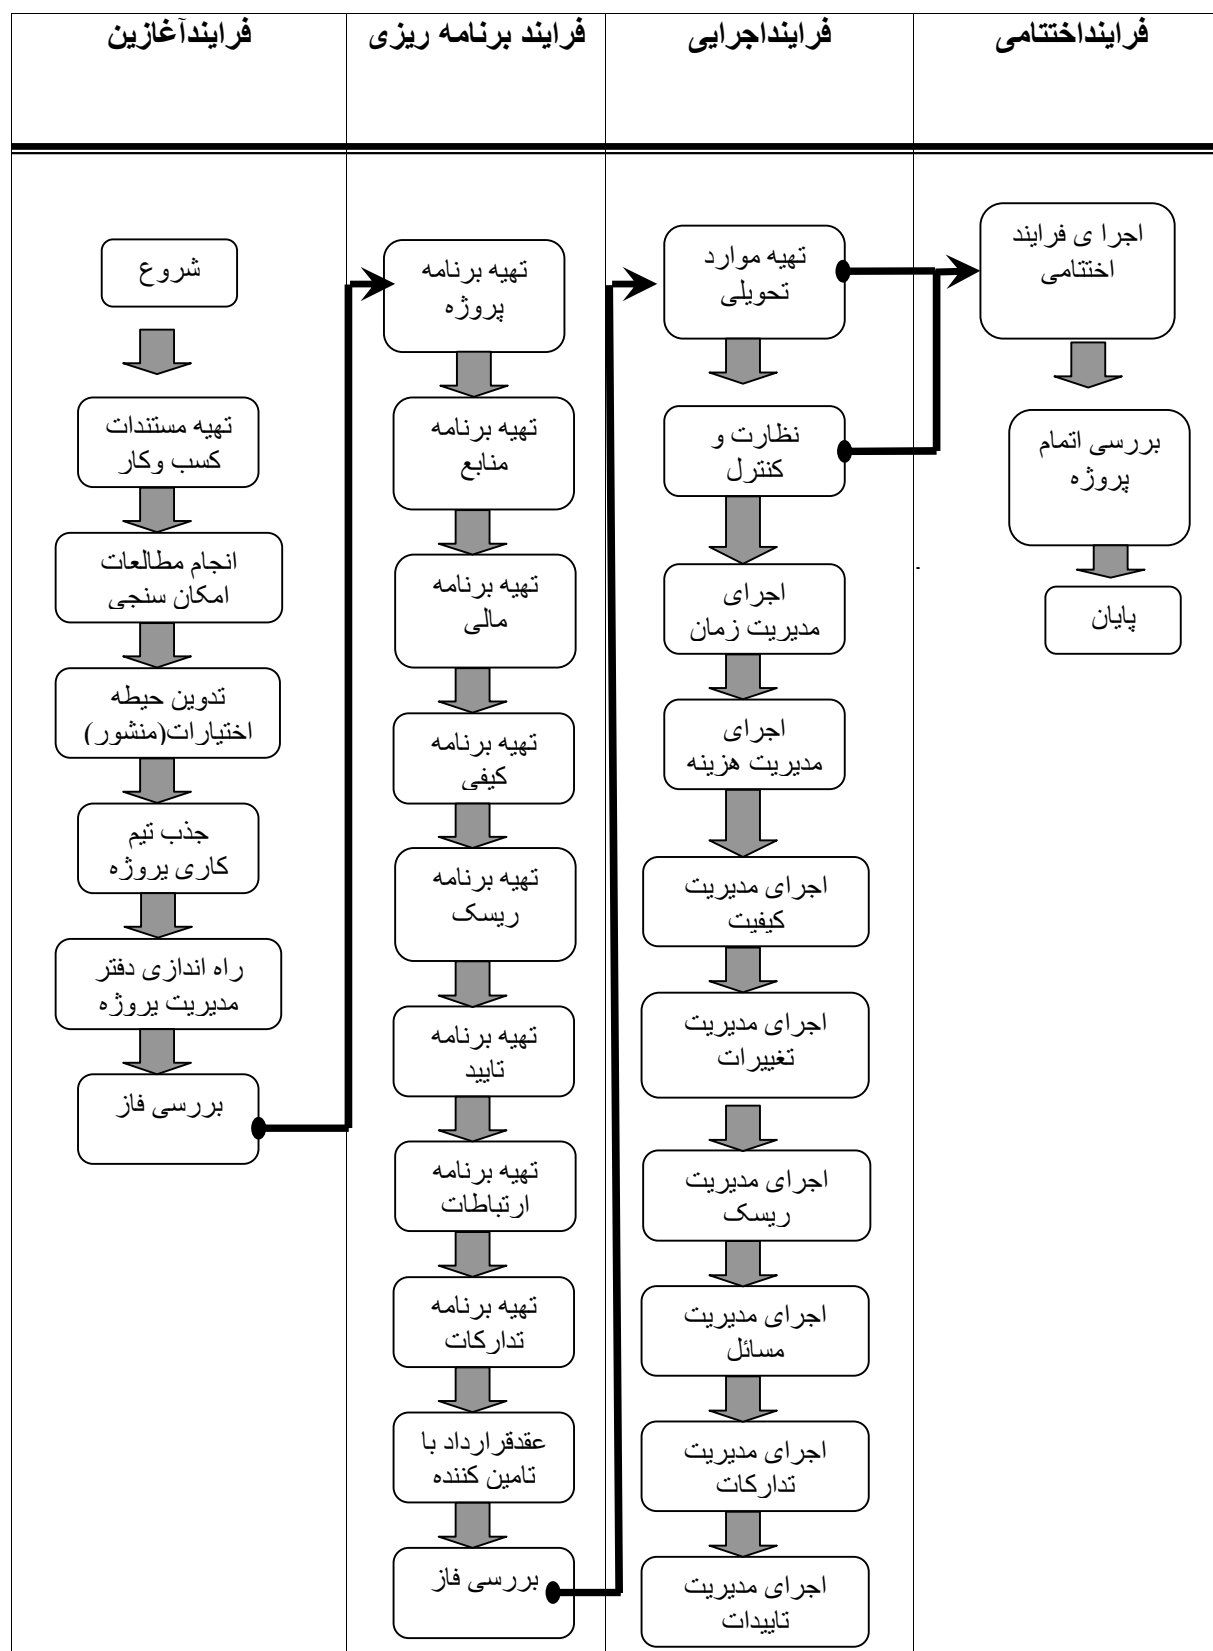 فرایندآغازین
فرایند برنامه ریزی
فراینداجرایی
فراینداختتامی
شروع
تهیه مستندات
کسب وکار
انجام مطالعات
امکان سنجی
تدوین حیطه
اختیارات(منشور)
جذب تیم
کاری پروژه
راه اندازی دفتر
مدیریت پروژه
بررسی فاز
تهیه برنامه
پروژه
تهیه برنامه
منابع
تهیه برنامه
مالی
تهیه برنامه
کیفی
تهیه برنامه
ریسک
تهیه برنامه
تایید
تهیه برنامه
ارتباطات
تهیه برنامه
تدارکات
عقدقرارداد با
تامین کننده
بررسی فاز
تهیه موارد
تحویلی
نظارت و
کنترل
اجرای
مدیریت زمان
اجرای
مدیریت هزینه
اجرای مدیریت
کیفیت
اجرای مدیریت
تغییرات
اجرای مدیریت
ریسک
اجرای مدیریت
مسائل
اجرای مدیریت
تدارکات
اجرای مدیریت
تاییدات
اجرا ی فرایند
اختتامی
بررسی اتمام
پروژه
پایان